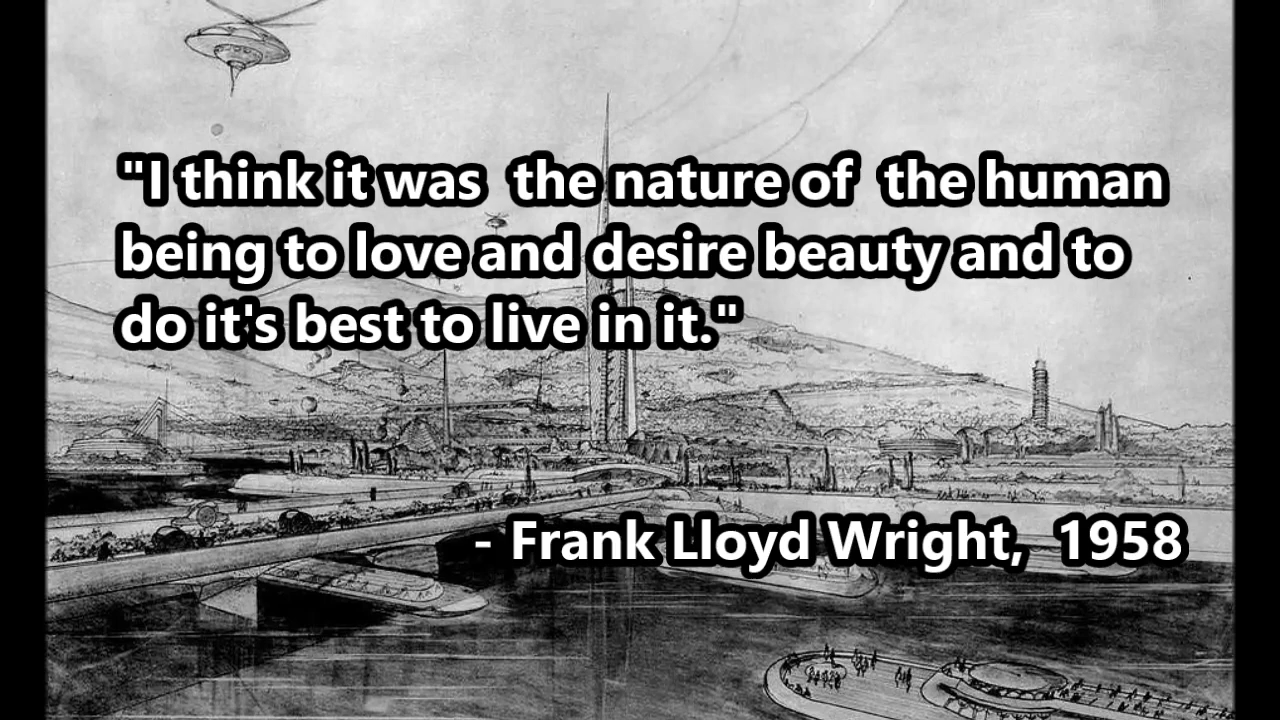 "I think it was the nature of the human
being to love and desire beauty and to
do it's best to live in it."
- Frank Lloyd Wright, 1958